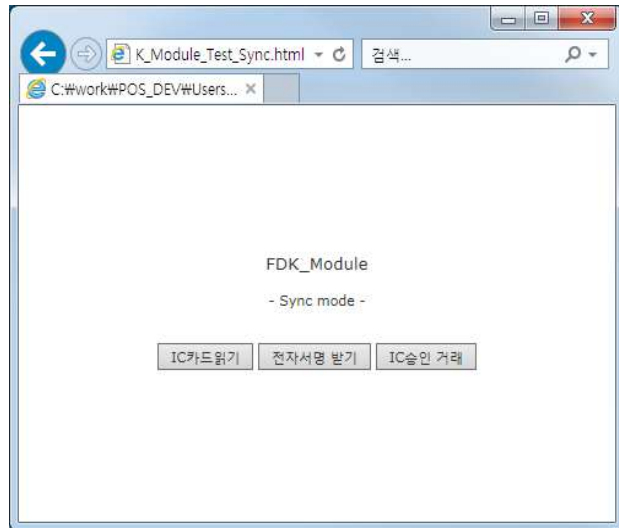 K_Module_Test_Sync.html
검색...
C:₩work₩POS_DEV₩Users...
FDK_Module
- Sync mode -
IC카드읽기 전자서명 받기 IC승인 거래